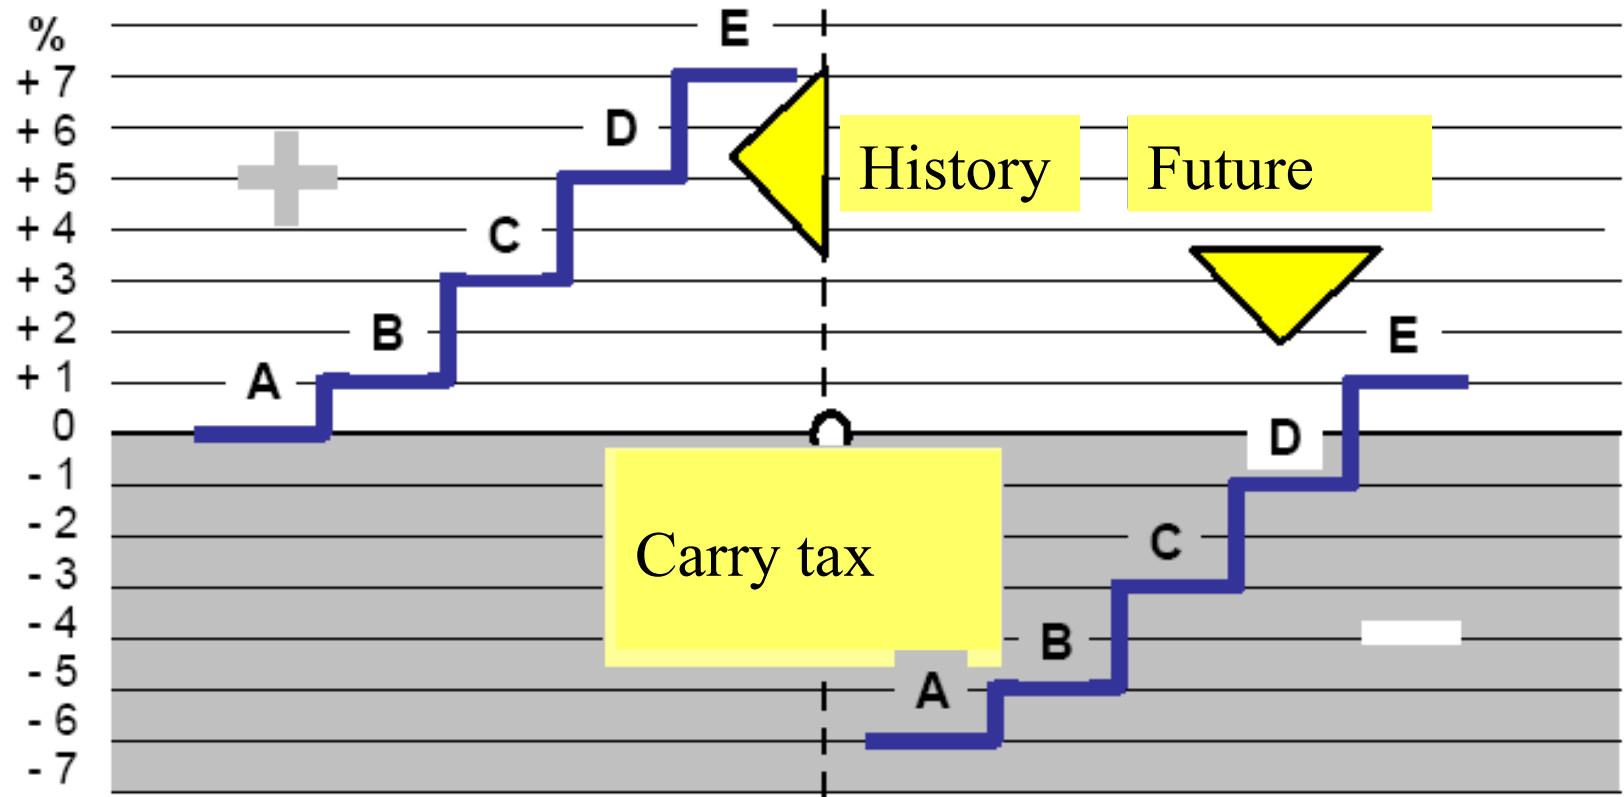 %
E
+ 7
+ 6
D
+ 5
History
Future
+ 4
C
+ 3
+ 2
B
E
+ 1
A
0
D
- 1
- 2
C
- 3
Carry tax
- 4
B
- 5
A
- 6
- 7